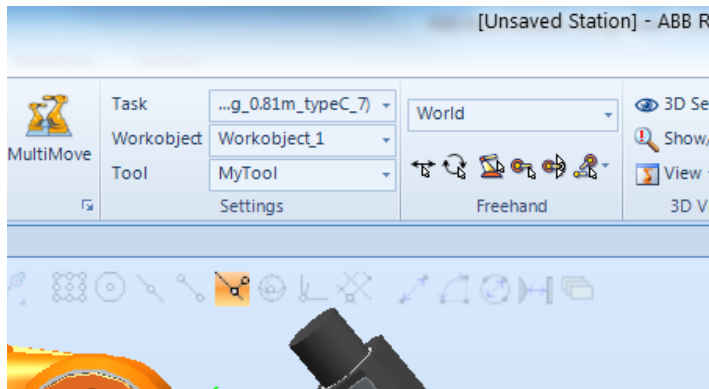 [Unsaved Station] - ABB R
Task
...g_0.81m_typeC_7)
World
3D Se
Workobject
Workobject_1
Show/
MultiMove
Tool
MyTool
View
Settings
Freehand
3D V